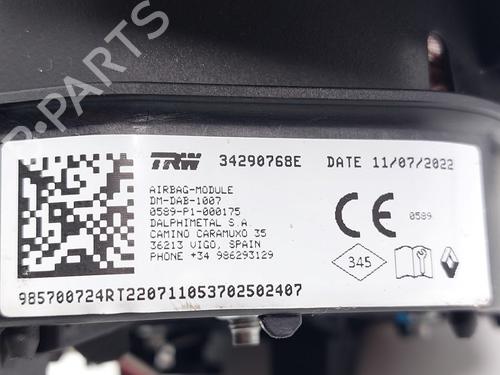 B-PARTS
TRW 34290768E DATE 11/07/2022
AIRBAG-MODULE
DM-DAB-1007
0589-P1-000175
DALPHIMETAL S A
CAMINO CARAMUXO 35
36213 VIGO, SPAIN
PHONE +34 986293129
CE
0589
345
985700724RT220711053702502407